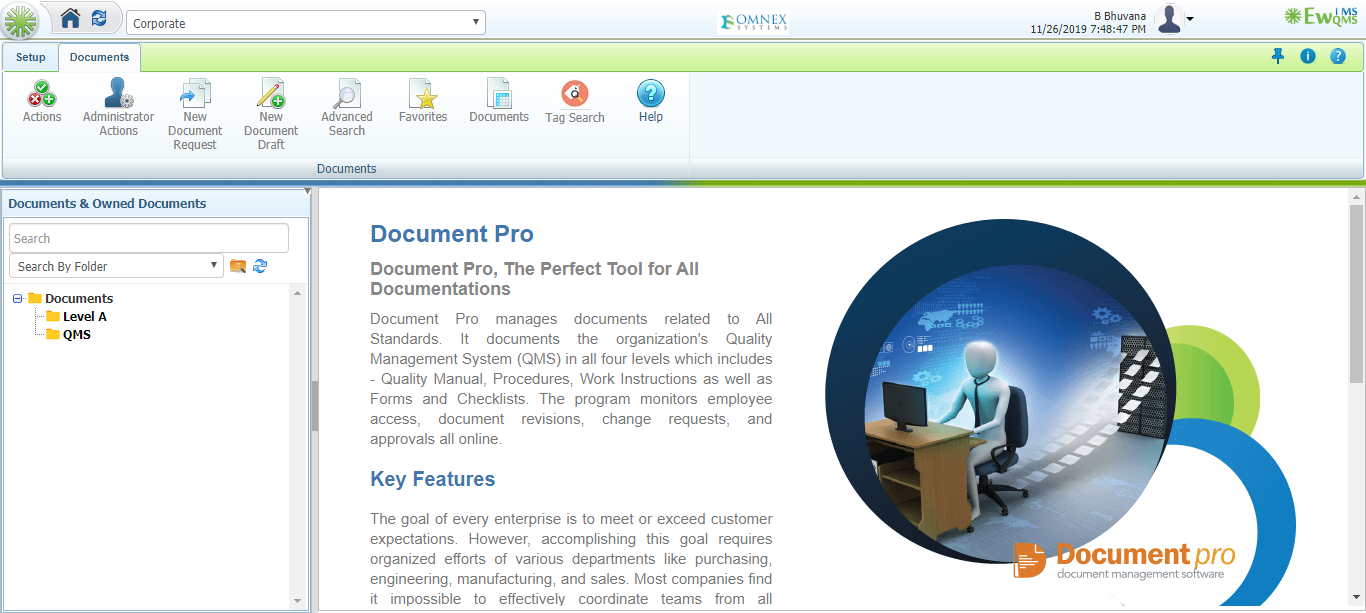 Corporate
OMNEX
SYSTEMS
B Bhuvana
11/26/2019 7:48:47 PM
EwIMS
QMS
Setup
Documents
Actions
Administrator
Actions
New
Document
Request
New
Document
Draft
Advanced
Search
Favorites
Documents
Tag Search
Help
Documents
Documents & Owned Documents
Search
Search By Folder
Documents
Level A
QMS
Document Pro
Document Pro, The Perfect Tool for All
Documentations
Document Pro manages documents related to All
Standards. It documents the organization's Quality
Management System (QMS) in all four levels which includes
- Quality Manual, Procedures, Work Instructions as well as
Forms and Checklists. The program monitors employee
access, document revisions, change requests, and
approvals all online.
Key Features
The goal of every enterprise is to meet or exceed customer
expectations. However, accomplishing this goal requires
organized efforts of various departments like purchasing,
engineering, manufacturing, and sales. Most companies find
it impossible to effectively coordinate teams from all
Document pro
document management software